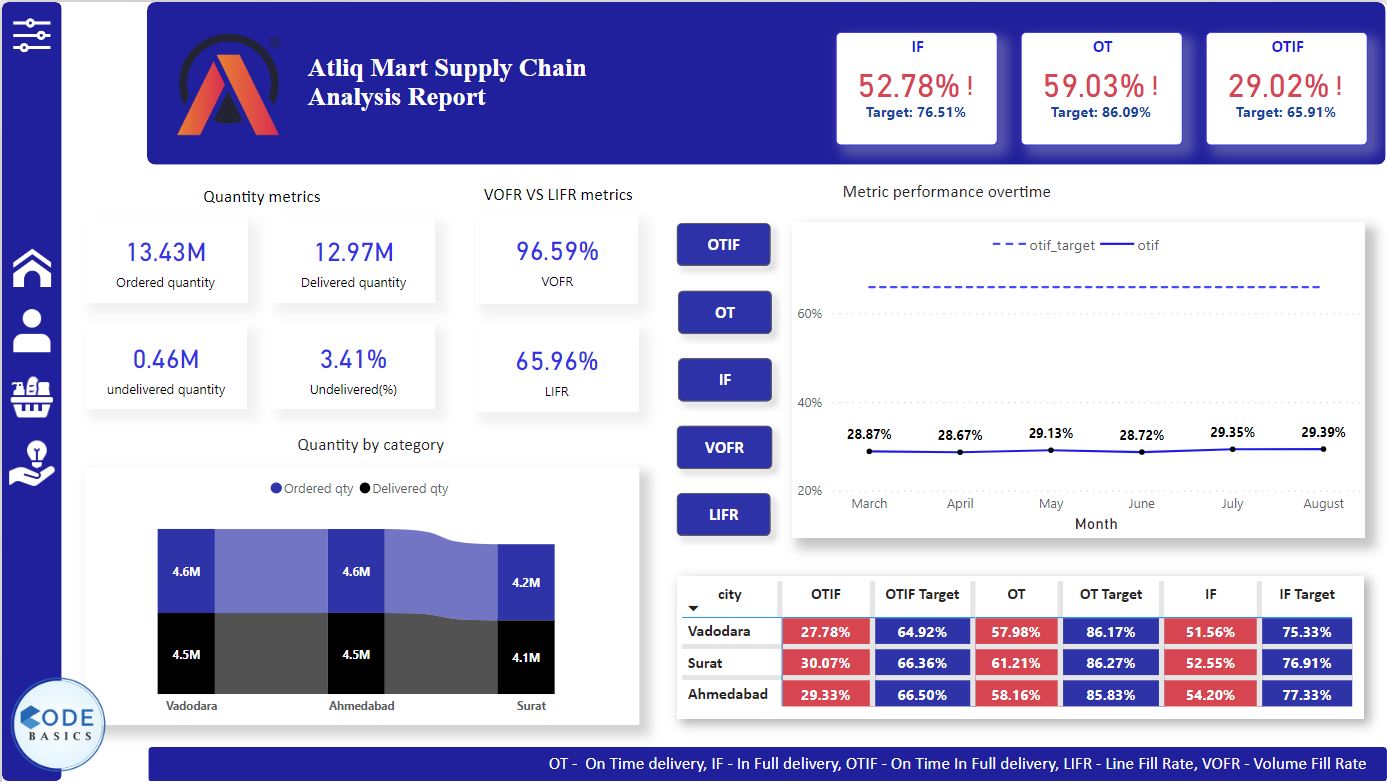 Atliq Mart Supply Chain
Analysis Report
IF
52.78% !
Target: 76.51%
OT
59.03% !
Target: 86.09%
OTIF
29.02% !
Target: 65.91%
Quantity metrics
13.43M
Ordered quantity
12.97M
Delivered quantity
0.46M
undelivered quantity
3.41%
Undelivered(%)
VOFR VS LIFR metrics
96.59%
VOFR
65.96%
LIFR
Quantity by category
Ordered qty Delivered qty
4.6M 4.6M 4.2M
4.5M 4.5M 4.1M
Vadodara Ahmedabad Surat
OTIF
OT
IF
VOFR
LIFR
Metric performance overtime
otif_target otif
60%
40%
20%
28.87% 28.67% 29.13% 28.72% 29.35% 29.39%
March April May June July August
Month
city OTIF OTIF Target OT OT Target IF IF Target
Vadodara 27.78% 64.92% 57.98% 86.17% 51.56% 75.33%
Surat 30.07% 66.36% 61.21% 86.27% 52.55% 76.91%
Ahmedabad 29.33% 66.50% 58.16% 85.83% 54.20% 77.33%
CODE
BASICS
OT -  On Time delivery, IF - In Full delivery, OTIF - On Time In Full delivery, LIFR - Line Fill Rate, VOFR - Volume Fill Rate